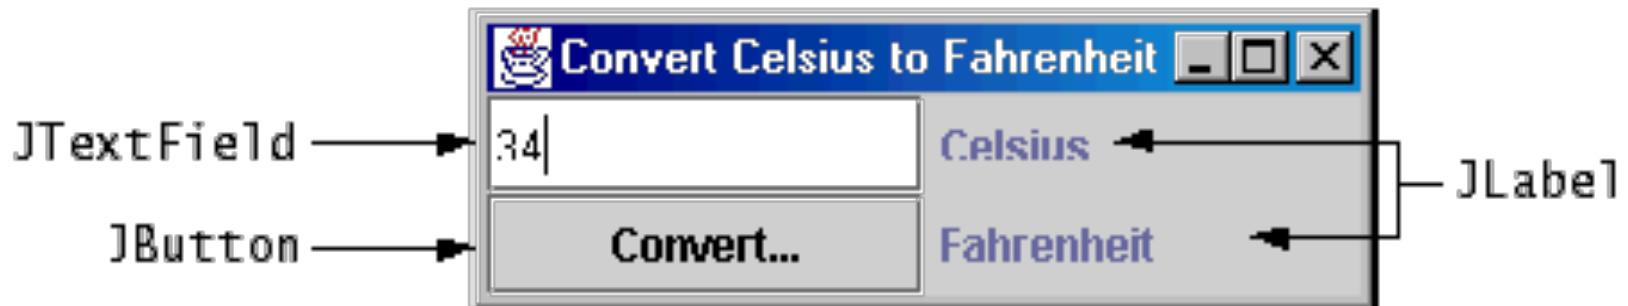 Convert Celsius to Fahrenheit
JTextField
34
Celsius
JLabel
JButton
Convert...
Fahrenheit